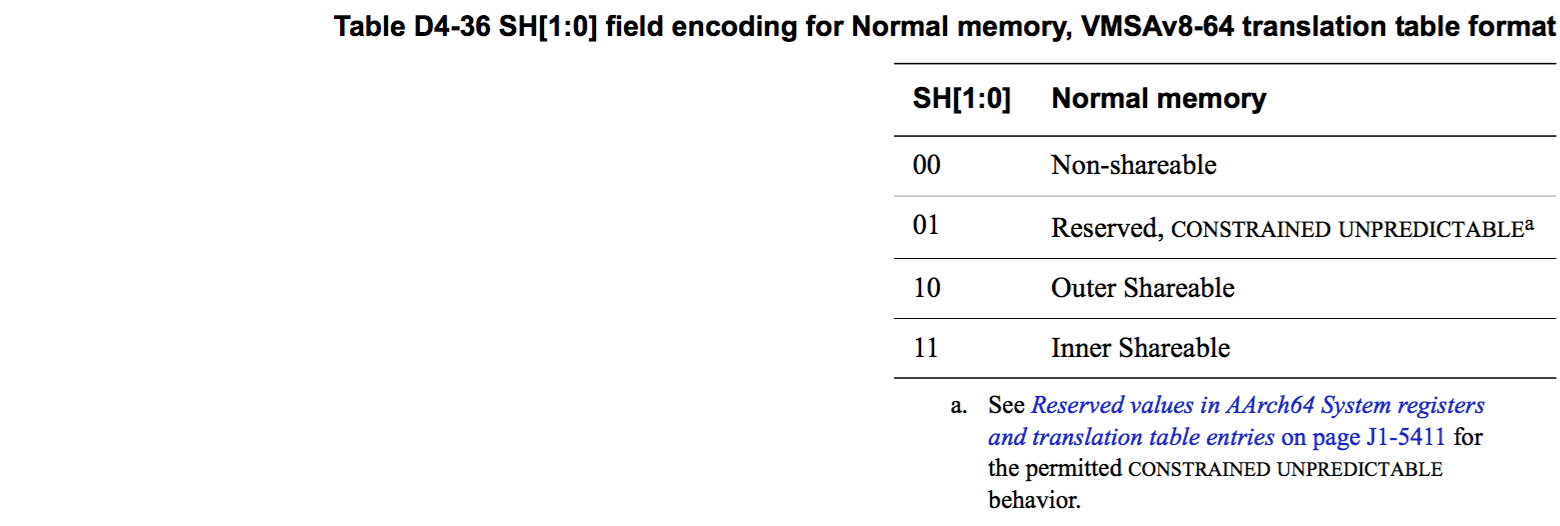 Table D4-36 SH[1:0] field encoding for Normal memory, VMSAv8-64 translation table format
SH[1:0] Normal memory
00 Non-shareable
01 Reserved, CONSTRAINED UNPREDICTABLEa
10 Outer Shareable
11 Inner Shareable
a. See Reserved values in AArch64 System registers
and translation table entries on page J1-5411 for
the permitted CONSTRAINED UNPREDICTABLE
behavior.